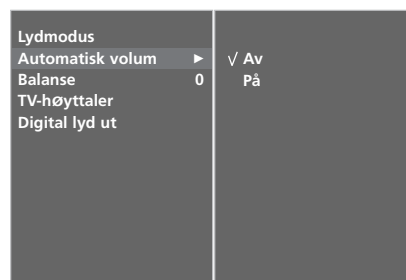 Lydmodus
Automatisk volum ►
Balanse 0
TV-høyttaler
Digital lyd ut
√ Av
På